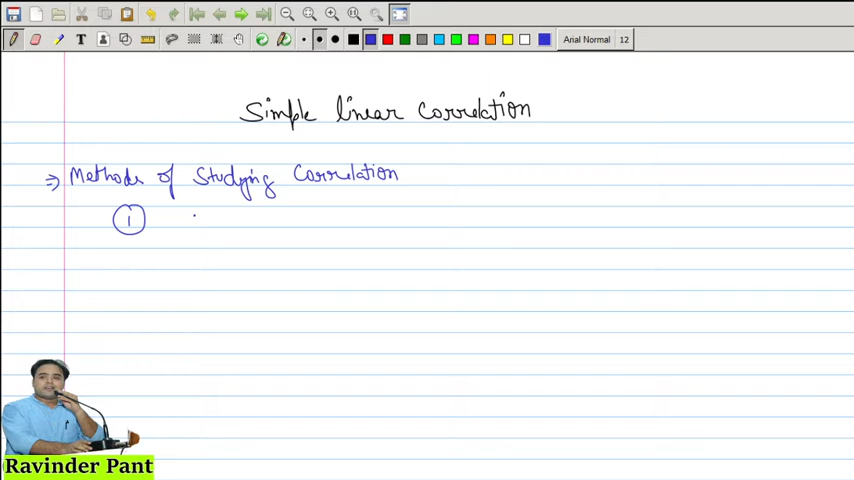 T
Arial Normal 12
Simple linear correlation
=> Methods of Studying Correlation
1
Ravinder Pant